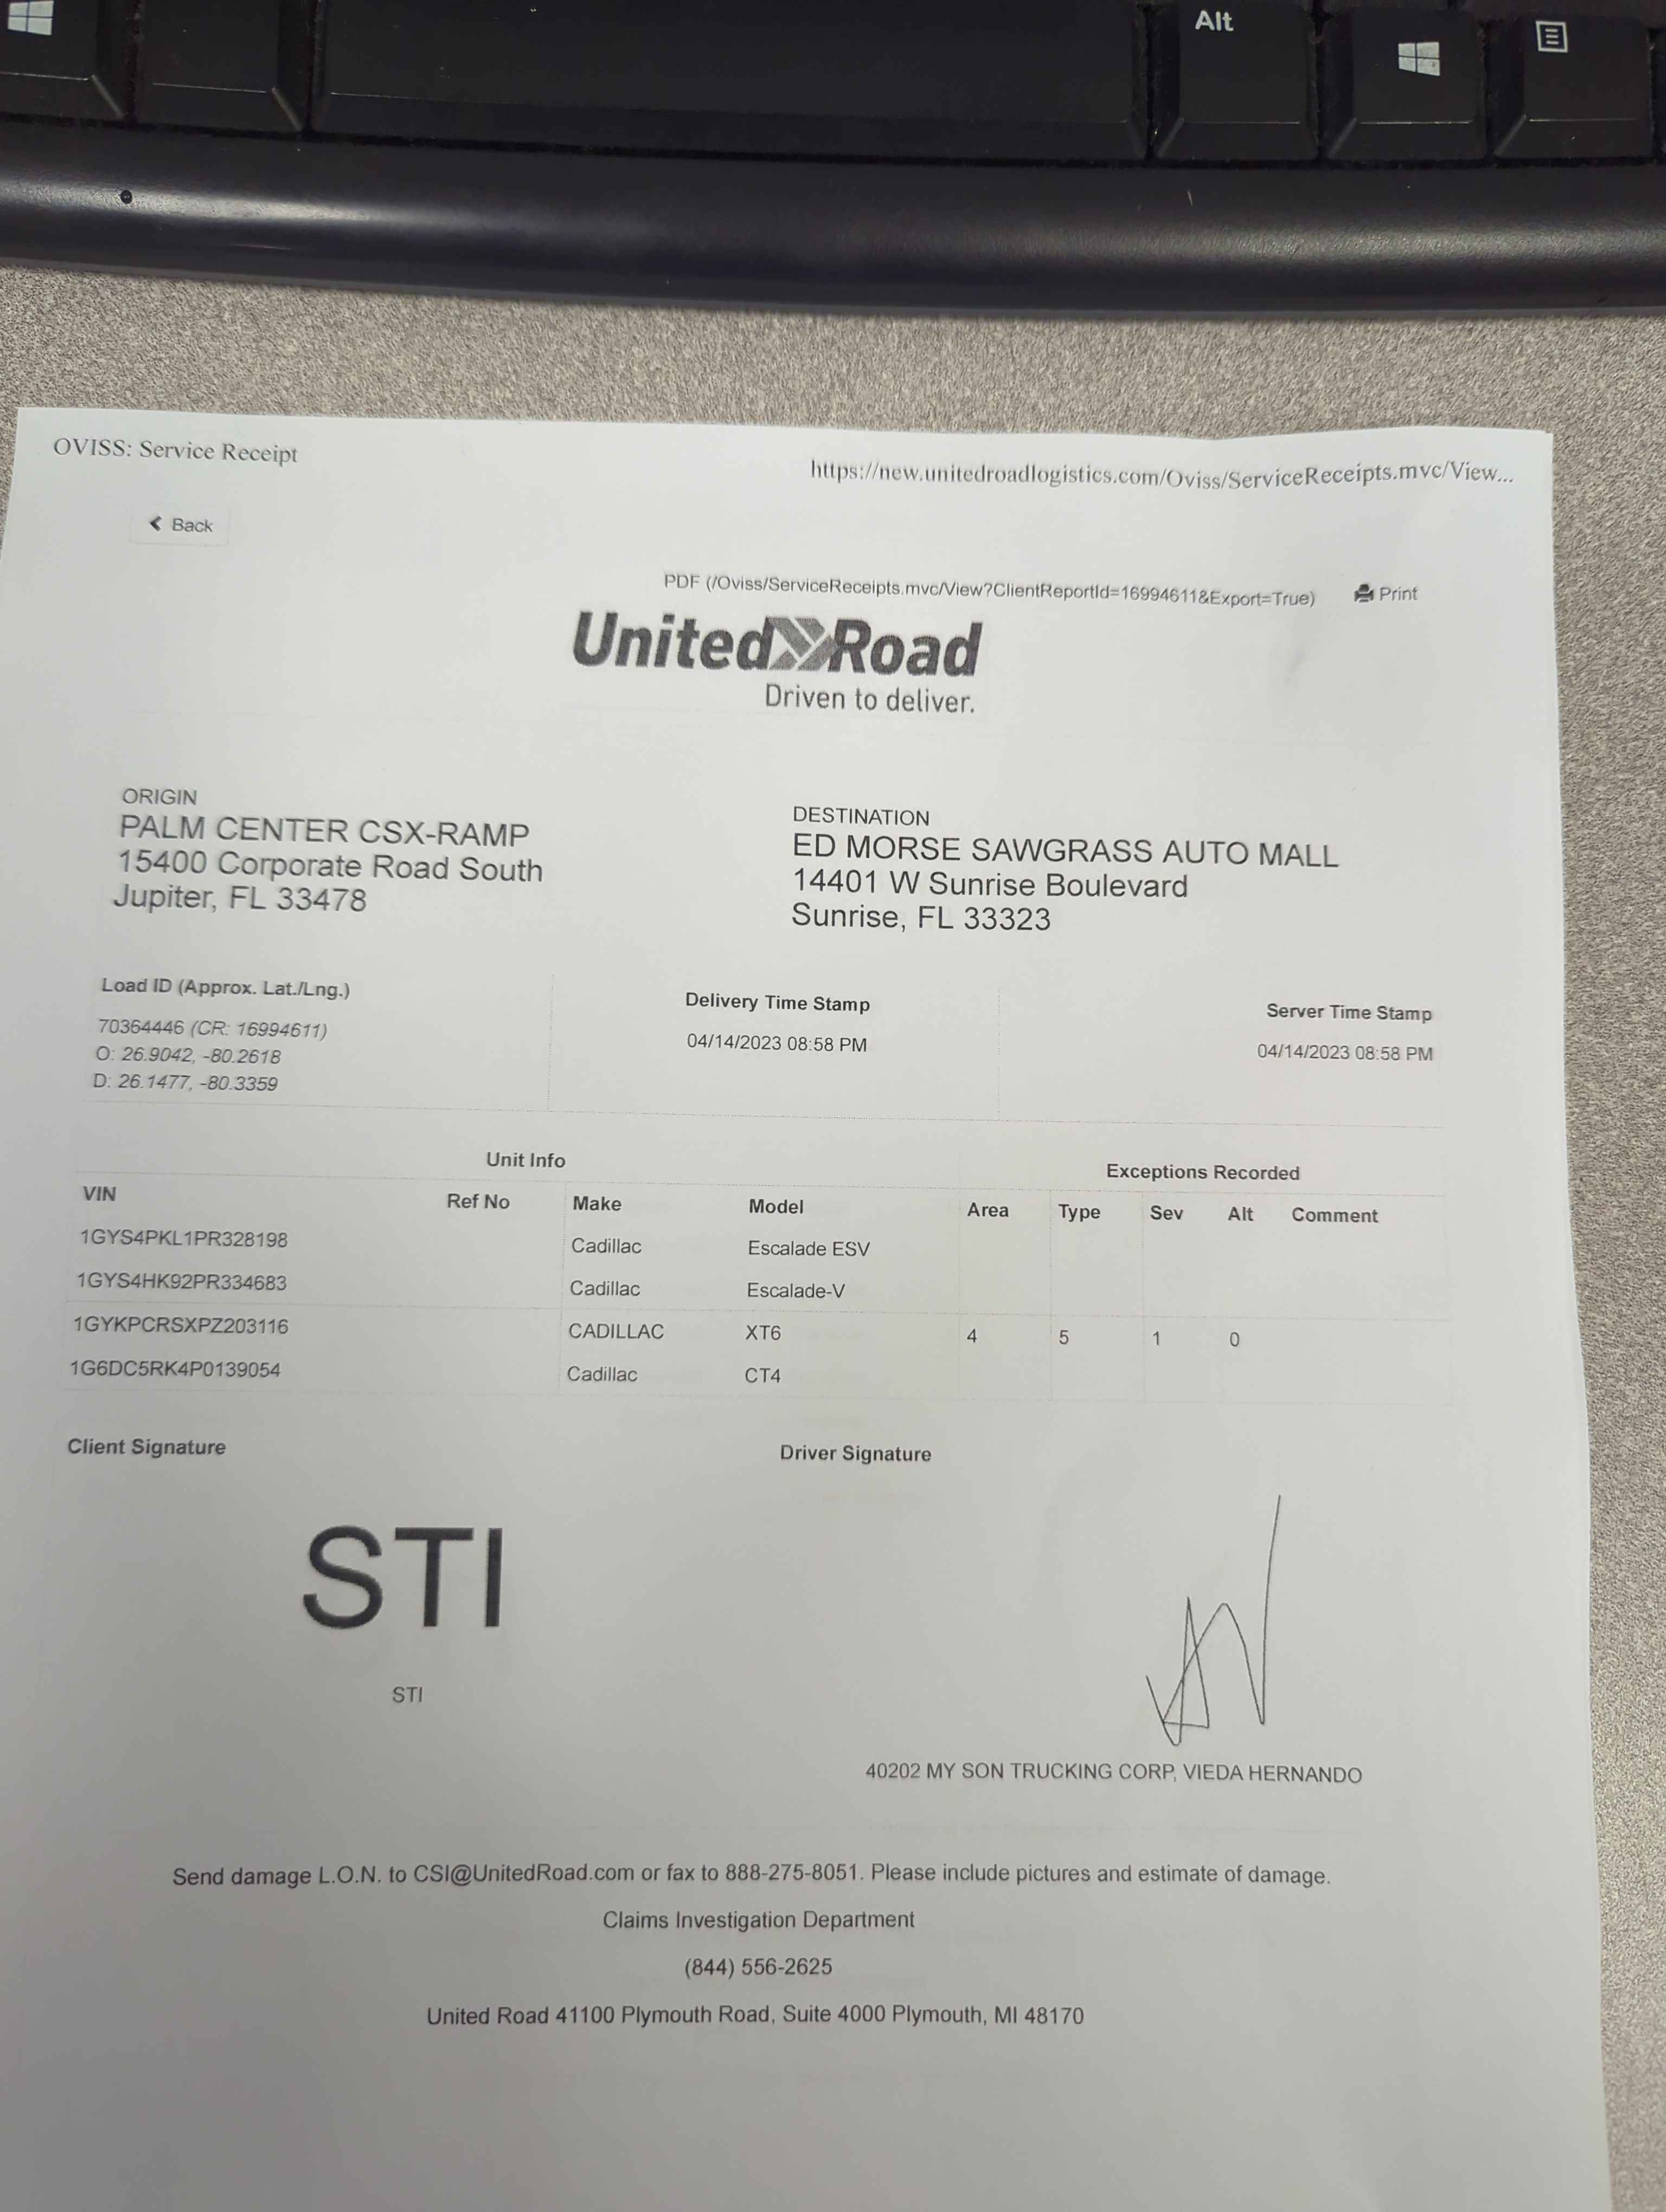 Alt
OVISS: Service Receipt
https://new.unitedroadlogistics.com/Oviss/ServiceReceipts.mvc/View...
Back
PDF (/Oviss/ServiceReceipts.mvc/View?ClientReportId=16994611&Export=True)
Print
United Road
Driven to deliver.
ORIGIN
PALM CENTER CSX-RAMP
15400 Corporate Road South
Jupiter, FL 33478
DESTINATION
ED MORSE SAWGRASS AUTO MALL
14401 W Sunrise Boulevard
Sunrise, FL 33323
Load ID (Approx. Lat./Lng.)
70364446 (CR: 16994611)
O: 26.9042, -80.2618
D: 26.1477, -80.3359
Delivery Time Stamp
04/14/2023 08:58 PM
Server Time Stamp
04/14/2023 08:58 PM
Unit Info Exceptions Recorded
VIN Ref No Make Model Area Type Sev Alt Comment
1GYS4PKL1PR328198 Cadillac Escalade ESV
1GYS4HK92PR334683 Cadillac Escalade-V
1GYKPCRSXPZ203116 CADILLAC XT6 4 5 1 0
1G6DC5RK4P0139054 Cadillac CT4
Client Signature Driver Signature
STI
STI
40202 MY SON TRUCKING CORP, VIEDA HERNANDO
Send damage L.O.N. to CSI@UnitedRoad.com or fax to 888-275-8051. Please include pictures and estimate of damage.
Claims Investigation Department
(844) 556-2625
United Road 41100 Plymouth Road, Suite 4000 Plymouth, MI 48170